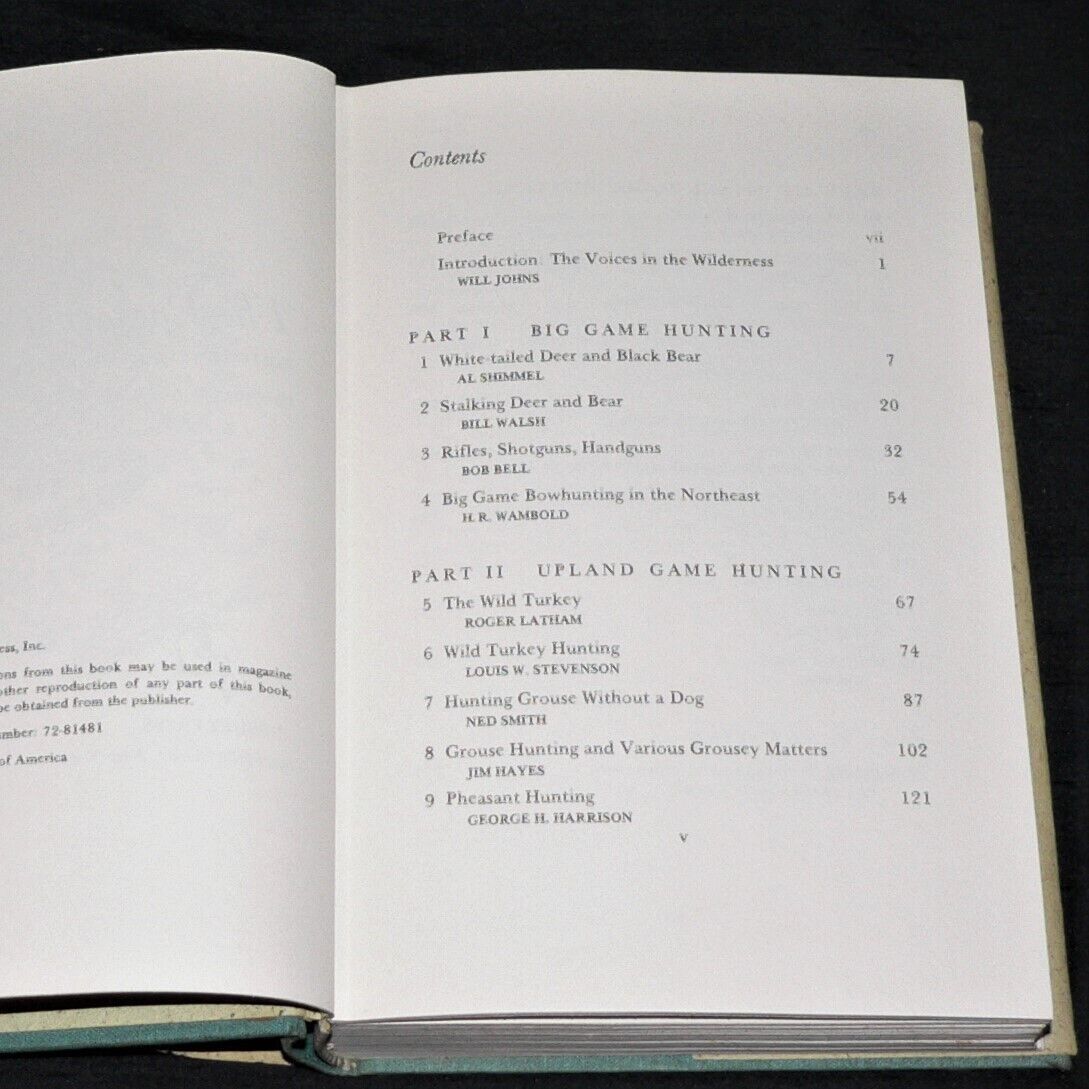 ess, Inc.
ons from this book may be used in magazine
other reproduction of any part of this book,
be obtained from the publisher.
mber: 72-81481
of America
Contents
Preface vii
Introduction: The Voices in the Wilderness 1
WILL JOHNS
PART I BIG GAME HUNTING
1 White-tailed Deer and Black Bear 7
AL SHIMMEL
2 Stalking Deer and Bear 20
BILL WALSH
3 Rifles, Shotguns, Handguns 32
BOB BELL
4 Big Game Bowhunting in the Northeast 54
H. R. WAMBOLD
PART II UPLAND GAME HUNTING
5 The Wild Turkey 67
ROGER LATHAM
6 Wild Turkey Hunting 74
LOUIS W. STEVENSON
7 Hunting Grouse Without a Dog 87
NED SMITH
8 Grouse Hunting and Various Grousey Matters 102
JIM HAYES
9 Pheasant Hunting 121
GEORGE H. HARRISON
v